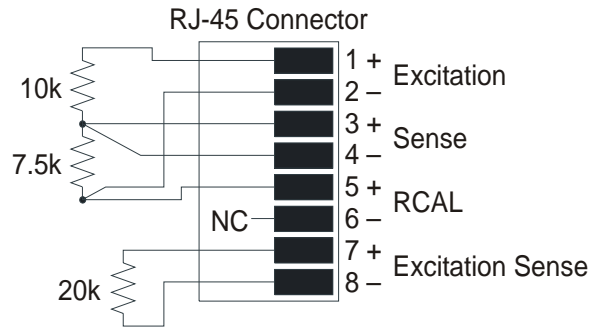 RJ-45 Connector
10k
7.5k
20k
NC
1 +
2 –
Excitation
3 +
4 –
Sense
5 +
6 –
RCAL
7 +
8 –
Excitation Sense